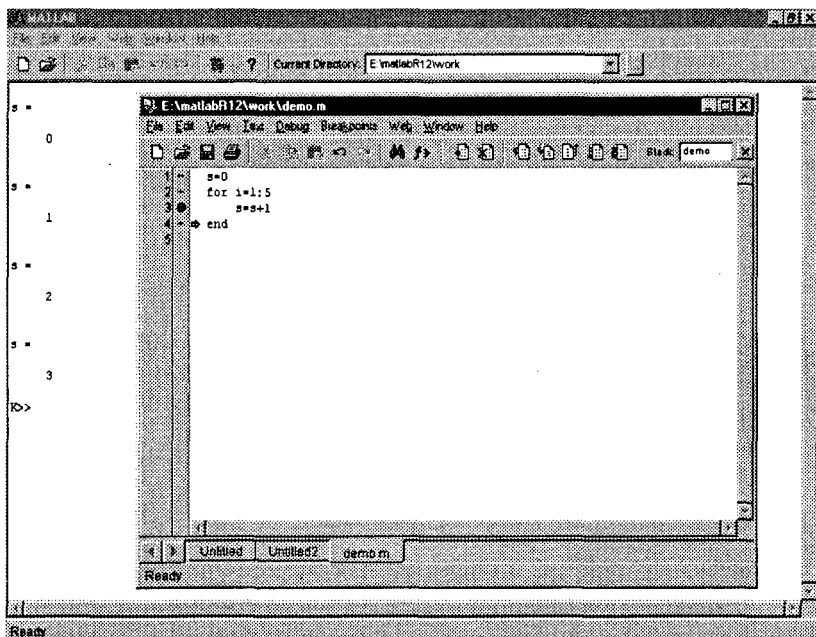 MATLAB
File Edit View Web Window Help
? Current Directory: E:\matlabR12\work
s =
0
s =
1
s =
2
s =
3
K>>
E:\matlabR12\work\demo.m
File Edit View Text Debug Breakpoints Web Window Help
Stack: demo
1 - s=0
2 - for i=1:5
3 s=s+1
4 - end
5
Untitled Untitled2 demo.m
Ready
Ready